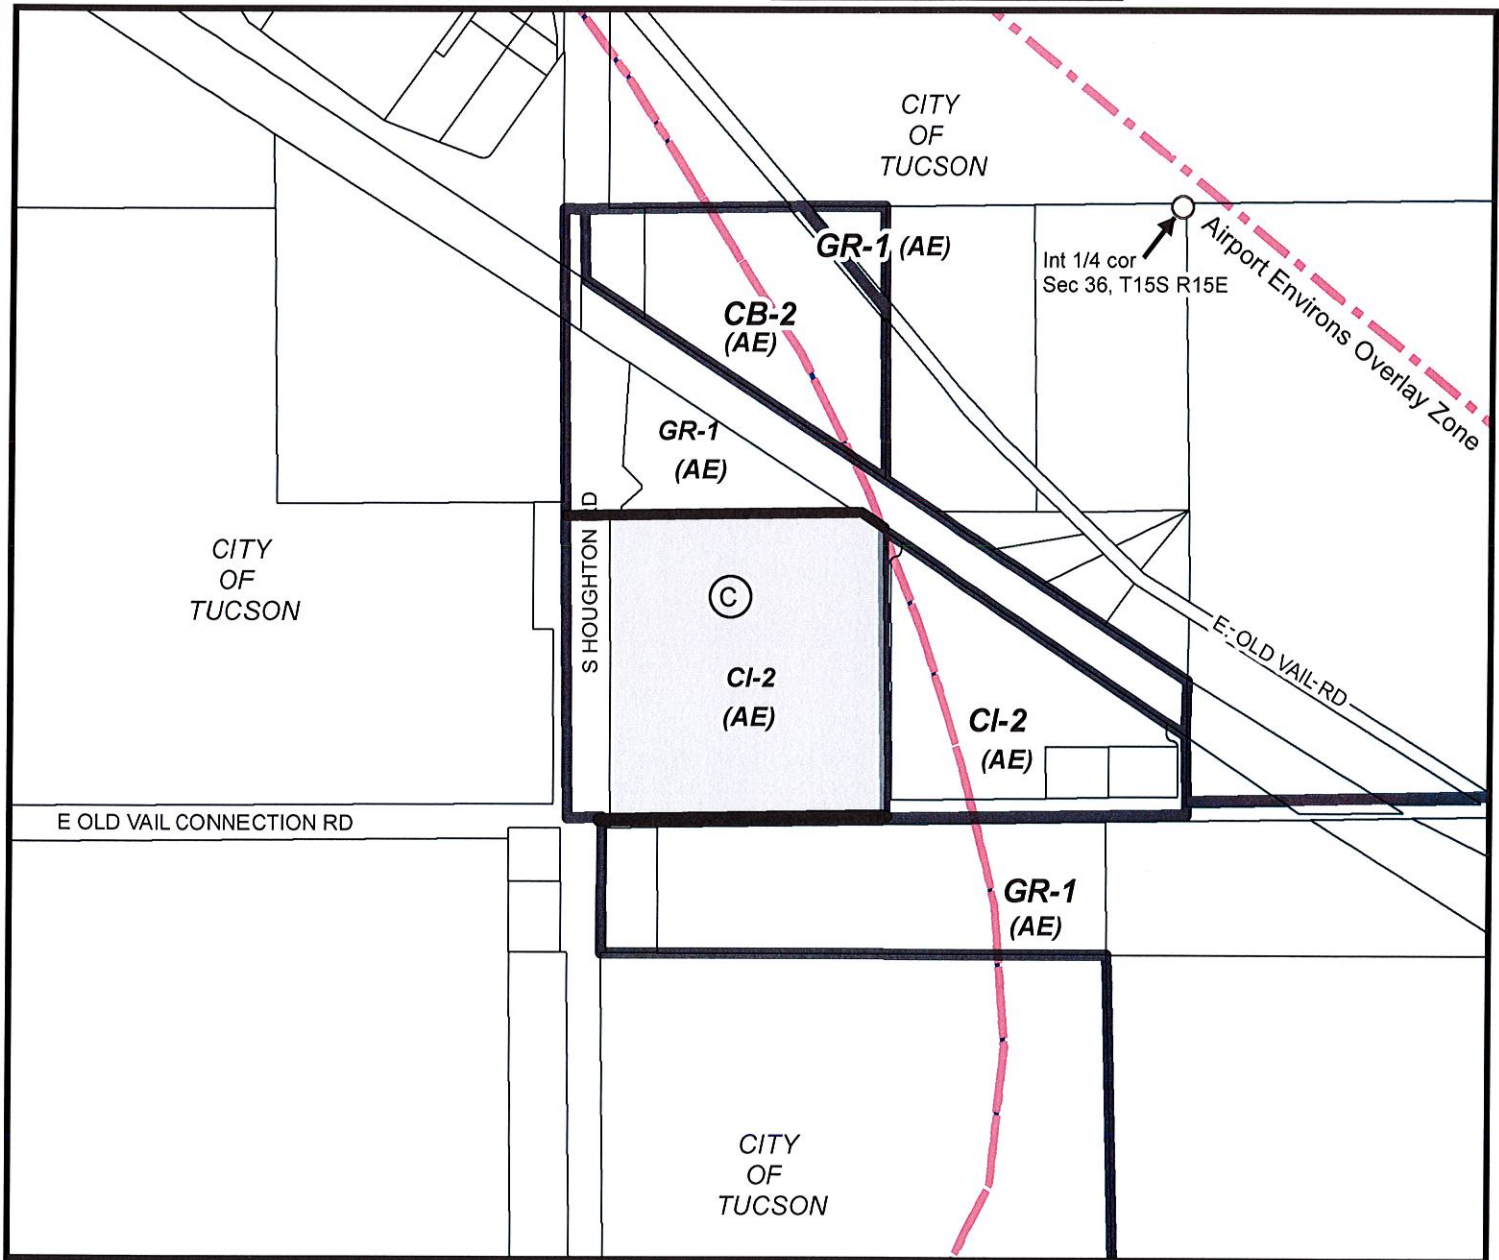 CITY
OF
TUCSON
GR-1 (AE)
Int 1/4 cor
Sec 36, T15S R15E
Airport Environs Overlay Zone
CB-2
(AE)
GR-1
(AE)
CITY
OF
TUCSON
S HOUGHTON RD
C
CI-2
(AE)
E OLD VAIL RD
CI-2
(AE)
E OLD VAIL CONNECTION RD
GR-1
(AE)
CITY
OF
TUCSON